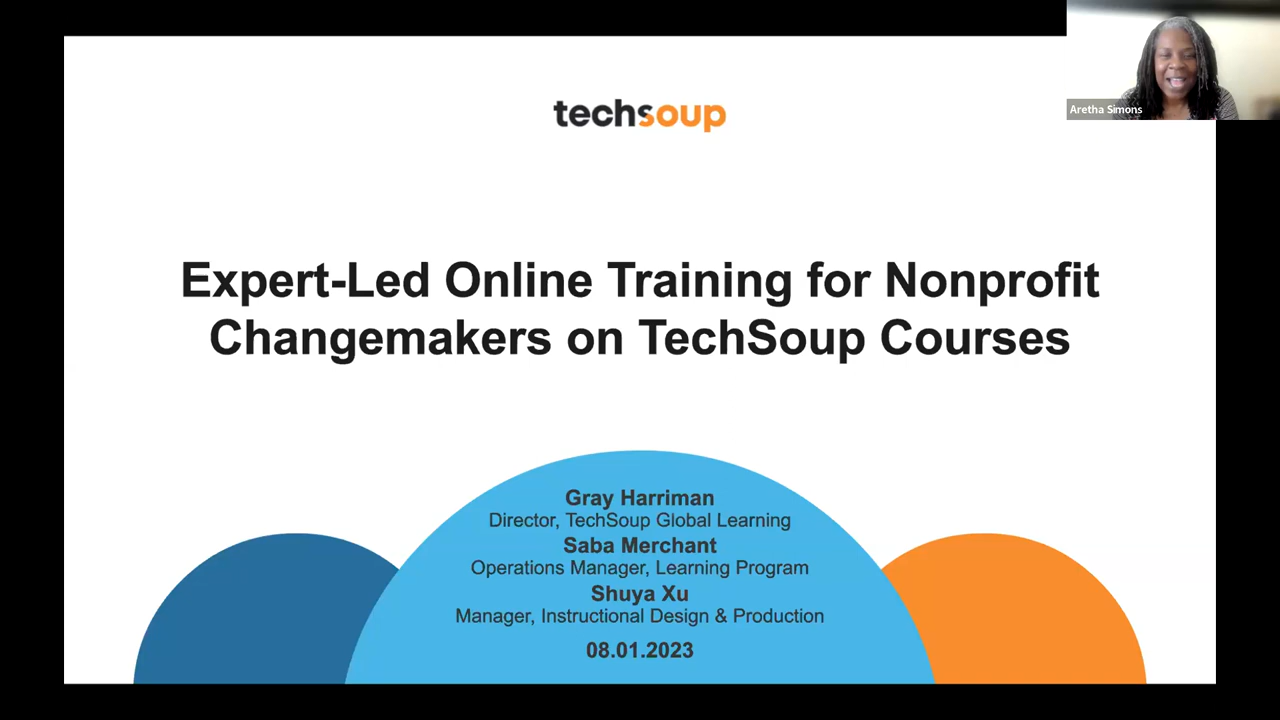 techsoup
Aretha Simons
Expert-Led Online Training for Nonprofit
Changemakers on TechSoup Courses
Gray Harriman
Director, TechSoup Global Learning
Saba Merchant
Operations Manager, Learning Program
Shuya Xu
Manager, Instructional Design & Production
08.01.2023